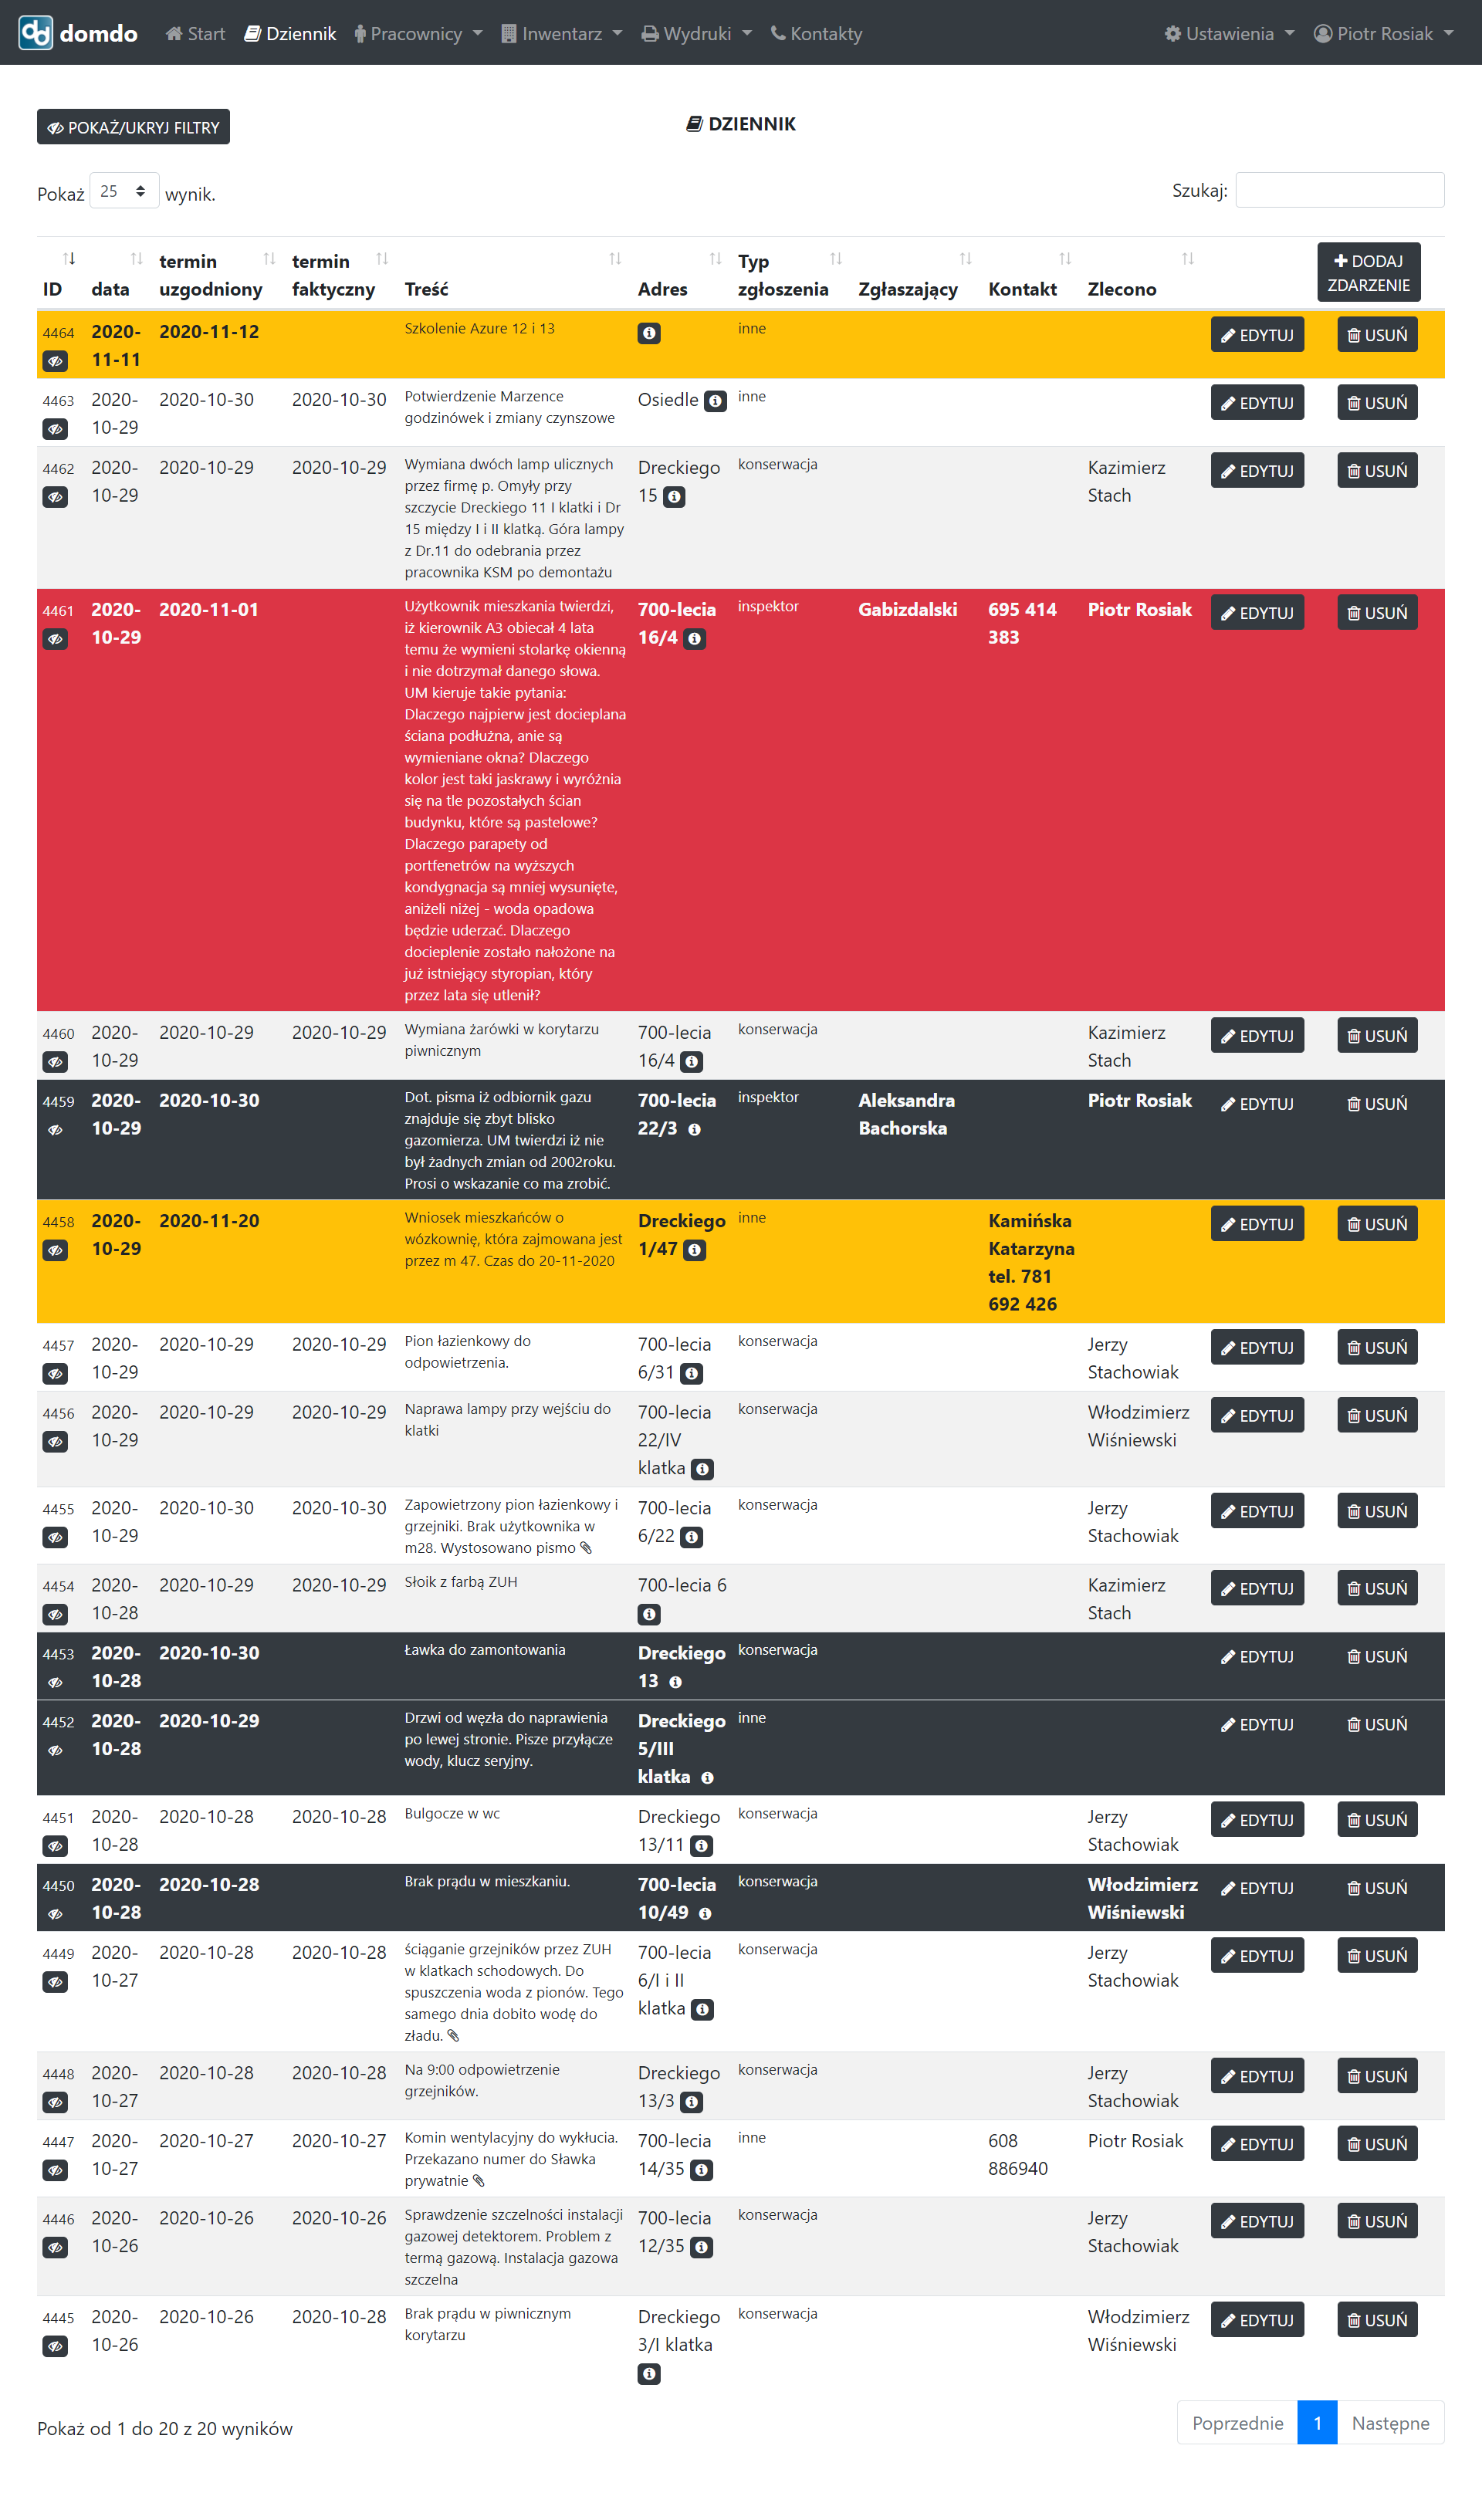 domdo Start Dziennik Pracownicy Inwentarz Wydruki Kontakty Ustawienia Piotr Rosiak
POKAŻ/UKRYJ FILTRY
DZIENNIK
Pokaż 25 wynik.
Szukaj:
ID data termin uzgodniony termin faktyczny Treść Adres Typ zgłoszenia Zgłaszający Kontakt Zlecono DODAJ ZDARZENIE
4464 2020-11-11 2020-11-12 Szkolenie Azure 12 i 13 inne EDYTUJ USUŃ
4463 2020-10-29 2020-10-30 2020-10-30 Potwierdzenie Marzence godzinówek i zmiany czynszowe Osiedle inne EDYTUJ USUŃ
4462 2020-10-29 2020-10-29 2020-10-29 Wymiana dwóch lamp ulicznych przez firmę p. Omyły przy szczycie Dreckiego 11 I klatki i Dr 15 między I i II klatką. Góra lampy z Dr.11 do odebrania przez pracownika KSM po demontażu Dreckiego 15 konserwacja Kazimierz Stach EDYTUJ USUŃ
4461 2020-10-29 2020-11-01 Użytkownik mieszkania twierdzi, iż kierownik A3 obiecał 4 lata temu że wymieni stolarkę okienną i nie dotrzymał danego słowa. UM kieruje takie pytania: Dlaczego najpierw jest docieplana ściana podłużna, anie są wymieniane okna? Dlaczego kolor jest taki jaskrawy i wyróżnia się na tle pozostałych ścian budynku, które są pastelowe? Dlaczego parapety od portfenetrów na wyższych kondygnacja są mniej wysunięte, aniżeli niżej - woda opadowa będzie uderzać. Dlaczego docieplenie zostało nałożone na już istniejący styropian, który przez lata się utlenił? 700-lecia 16/4 inspektor Gabizdalski 695 414 383 Piotr Rosiak EDYTUJ USUŃ
4460 2020-10-29 2020-10-29 2020-10-29 Wymiana żarówki w korytarzu piwnicznym 700-lecia 16/4 konserwacja Kazimierz Stach EDYTUJ USUŃ
4459 2020-10-29 2020-10-30 Dot. pisma iż odbiornik gazu znajduje się zbyt blisko gazomierza. UM twierdzi iż nie był żadnych zmian od 2002roku. Prosi o wskazanie co ma zrobić. 700-lecia 22/3 inspektor Aleksandra Bachorska Piotr Rosiak EDYTUJ USUŃ
4458 2020-10-29 2020-11-20 Wniosek mieszkańców o wózkownię, która zajmowana jest przez m 47. Czas do 20-11-2020 Dreckiego 1/47 inne Kamińska Katarzyna tel. 781 692 426 EDYTUJ USUŃ
4457 2020-10-29 2020-10-29 2020-10-29 Pion łazienkowy do odpowietrzenia. 700-lecia 6/31 konserwacja Jerzy Stachowiak EDYTUJ USUŃ
4456 2020-10-29 2020-10-29 2020-10-29 Naprawa lampy przy wejściu do klatki 700-lecia 22/IV klatka konserwacja Włodzimierz Wiśniewski EDYTUJ USUŃ
4455 2020-10-29 2020-10-30 2020-10-30 Zapowietrzony pion łazienkowy i grzejniki. Brak użytkownika w m28. Wystosowano pismo 700-lecia 6/22 konserwacja Jerzy Stachowiak EDYTUJ USUŃ
4454 2020-10-28 2020-10-29 2020-10-29 Słoik z farbą ZUH 700-lecia 6 Kazimierz Stach EDYTUJ USUŃ
4453 2020-10-28 2020-10-30 Ławka do zamontowania Dreckiego 13 konserwacja EDYTUJ USUŃ
4452 2020-10-28 2020-10-29 Drzwi od węzła do naprawienia po lewej stronie. Pisze przyłącze wody, klucz seryjny. Dreckiego 5/III klatka inne EDYTUJ USUŃ
4451 2020-10-28 2020-10-28 2020-10-28 Bulgocze w wc Dreckiego 13/11 konserwacja Jerzy Stachowiak EDYTUJ USUŃ
4450 2020-10-28 2020-10-28 Brak prądu w mieszkaniu. 700-lecia 10/49 konserwacja Włodzimierz Wiśniewski EDYTUJ USUŃ
4449 2020-10-27 2020-10-28 2020-10-28 ściąganie grzejników przez ZUH w klatkach schodowych. Do spuszczenia woda z pionów. Tego samego dnia dobito wodę do zładu. 700-lecia 6/I i II klatka konserwacja Jerzy Stachowiak EDYTUJ USUŃ
4448 2020-10-27 2020-10-28 2020-10-28 Na 9:00 odpowietrzenie grzejników. Dreckiego 13/3 konserwacja Jerzy Stachowiak EDYTUJ USUŃ
4447 2020-10-27 2020-10-27 2020-10-27 Komin wentylacyjny do wykłucia. Przekazano numer do Sławka prywatnie 700-lecia 14/35 inne 608 886940 Piotr Rosiak EDYTUJ USUŃ
4446 2020-10-26 2020-10-26 2020-10-26 Sprawdzenie szczelności instalacji gazowej detektorem. Problem z termą gazową. Instalacja gazowa szczelna 700-lecia 12/35 konserwacja Jerzy Stachowiak EDYTUJ USUŃ
4445 2020-10-26 2020-10-26 2020-10-28 Brak prądu w piwnicznym korytarzu Dreckiego 3/I klatka konserwacja Włodzimierz Wiśniewski EDYTUJ USUŃ
Pokaż od 1 do 20 z 20 wyników
Poprzednie 1 Następne